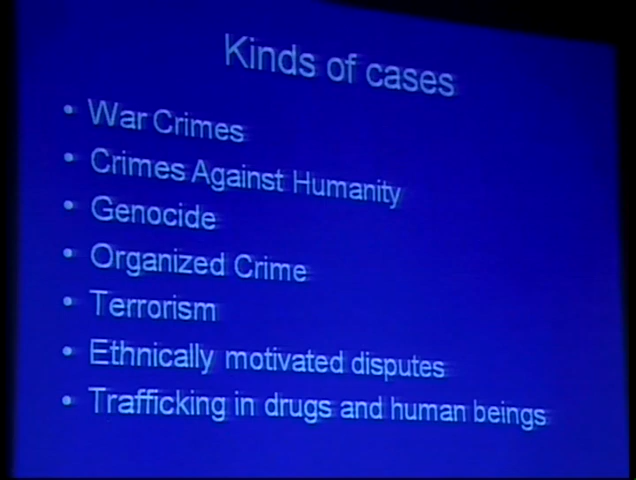 Kinds of cases
• War Crimes
• Crimes Against Humanity
• Genocide
• Organized Crime
• Terrorism
• Ethnically motivated disputes
• Trafficking in drugs and human beings